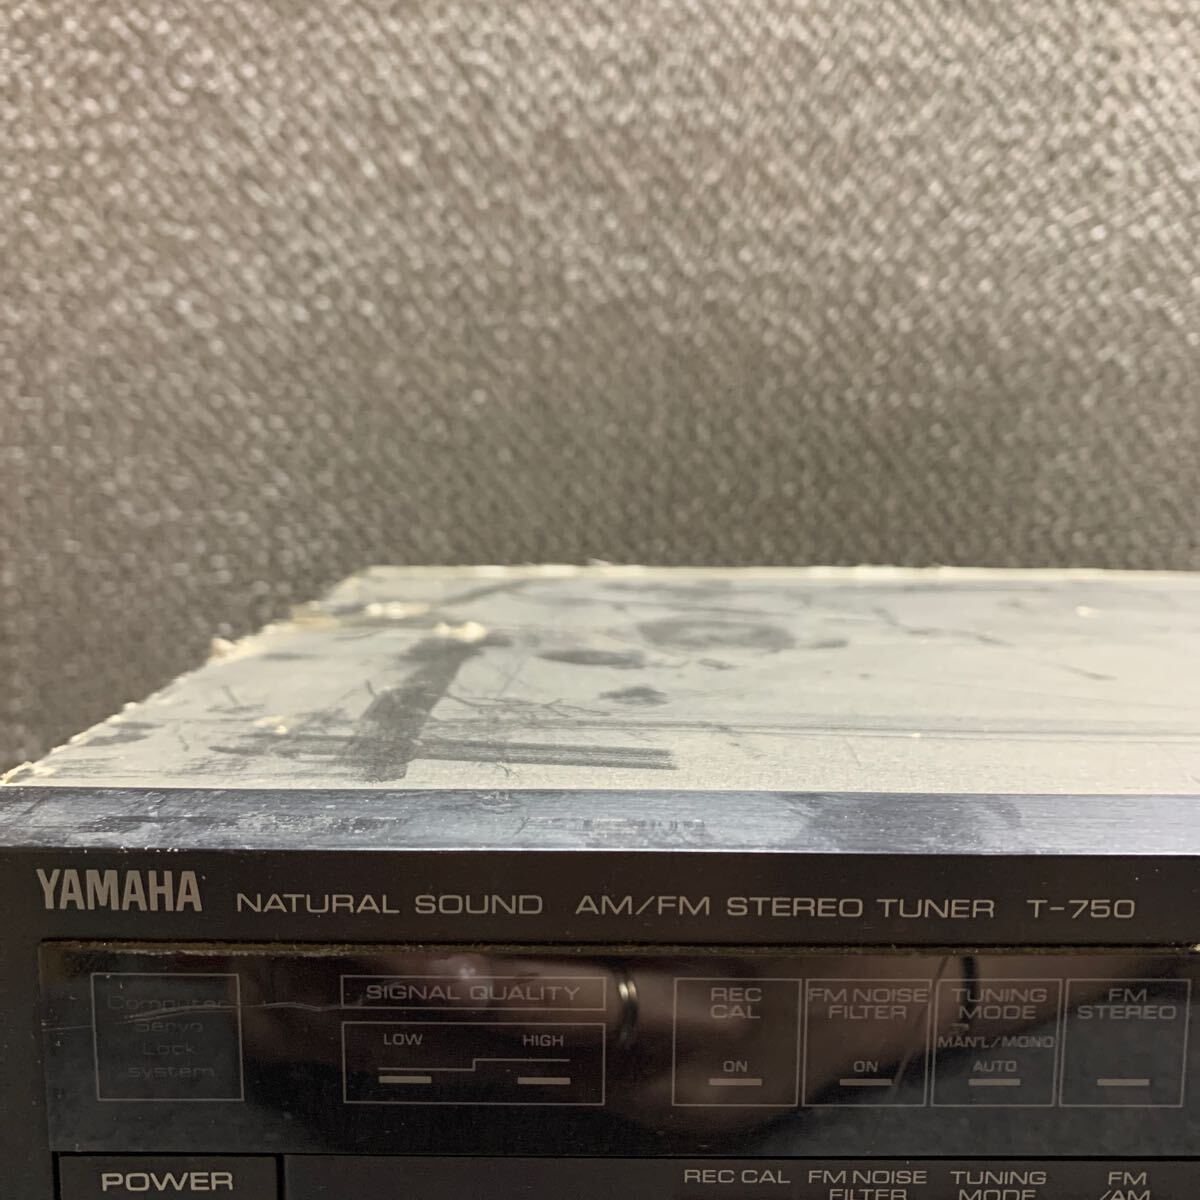 YAMAHA NATURAL SOUND AM/FM STEREO TUNER T-750
Computer
Servo
Lock
system
SIGNAL QUALITY
LOW HIGH
REC
CAL
ON
FM NOISE
FILTER
ON
TUNING
MODE
MAN'L/MONO
AUTO
FM
STEREO
POWER
REC CAL
FM NOISE
FILTER
TUNING
MODE
FM
/AM